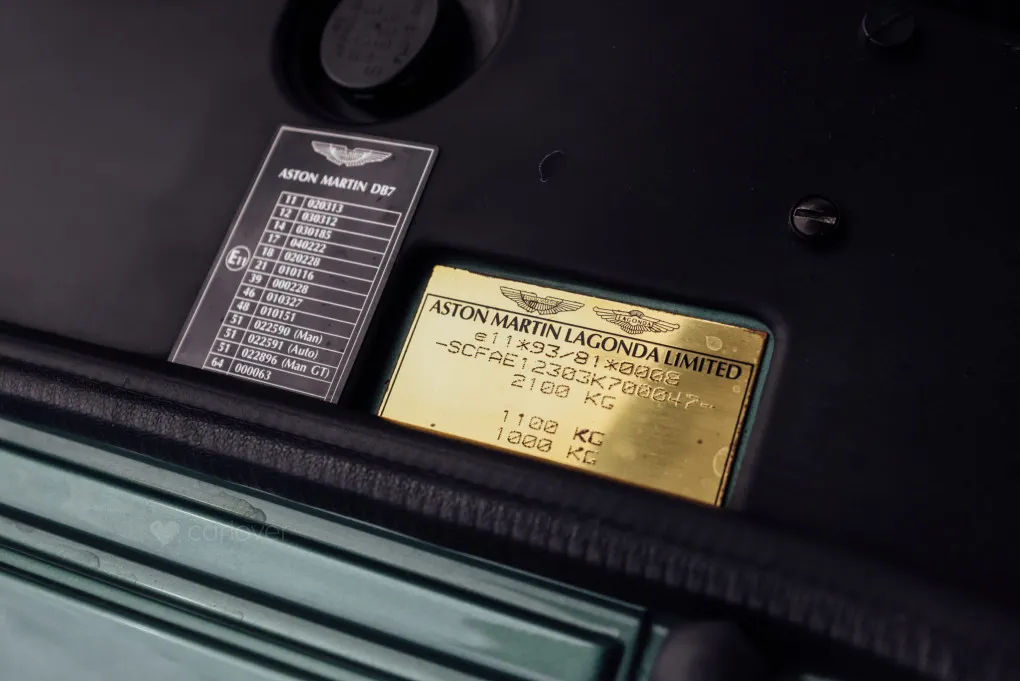 ASTON MARTIN DB7
11 020313
12 030312
14 030185
17 040222
18 020228
21 010116
39 000228
46 010327
48 010151
51 022590 (Man)
51 022591 (Auto)
51 022896 (Man GT)
64 000063
E11
LAGONDA
ASTON MARTIN LAGONDA LIMITED
e11*93/81*0008
-SCFAE12303K700047-
2100 KG
1100 KG
1000 KG
carlover